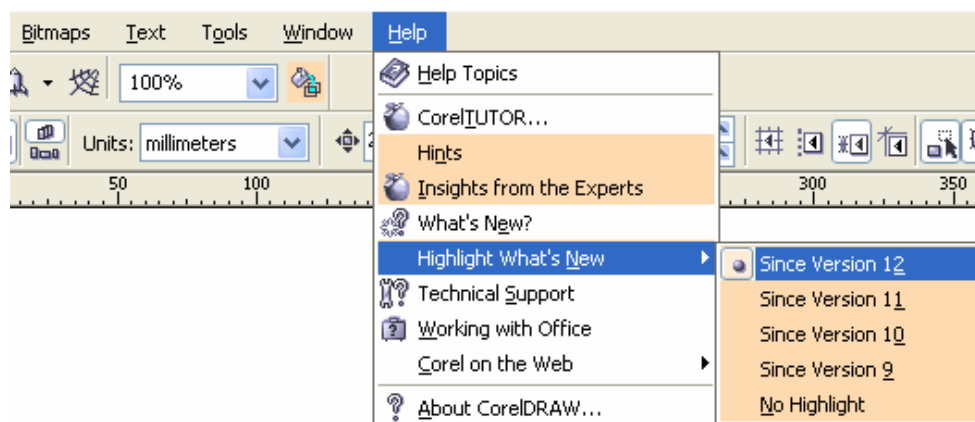 Bitmaps Text Tools Window Help
100%
Units: millimeters
50 100 300 350
Help Topics
CorelTUTOR...
Hints
Insights from the Experts
What's New?
Highlight What's New
Technical Support
Working with Office
Corel on the Web
About CorelDRAW...
Since Version 12
Since Version 11
Since Version 10
Since Version 9
No Highlight